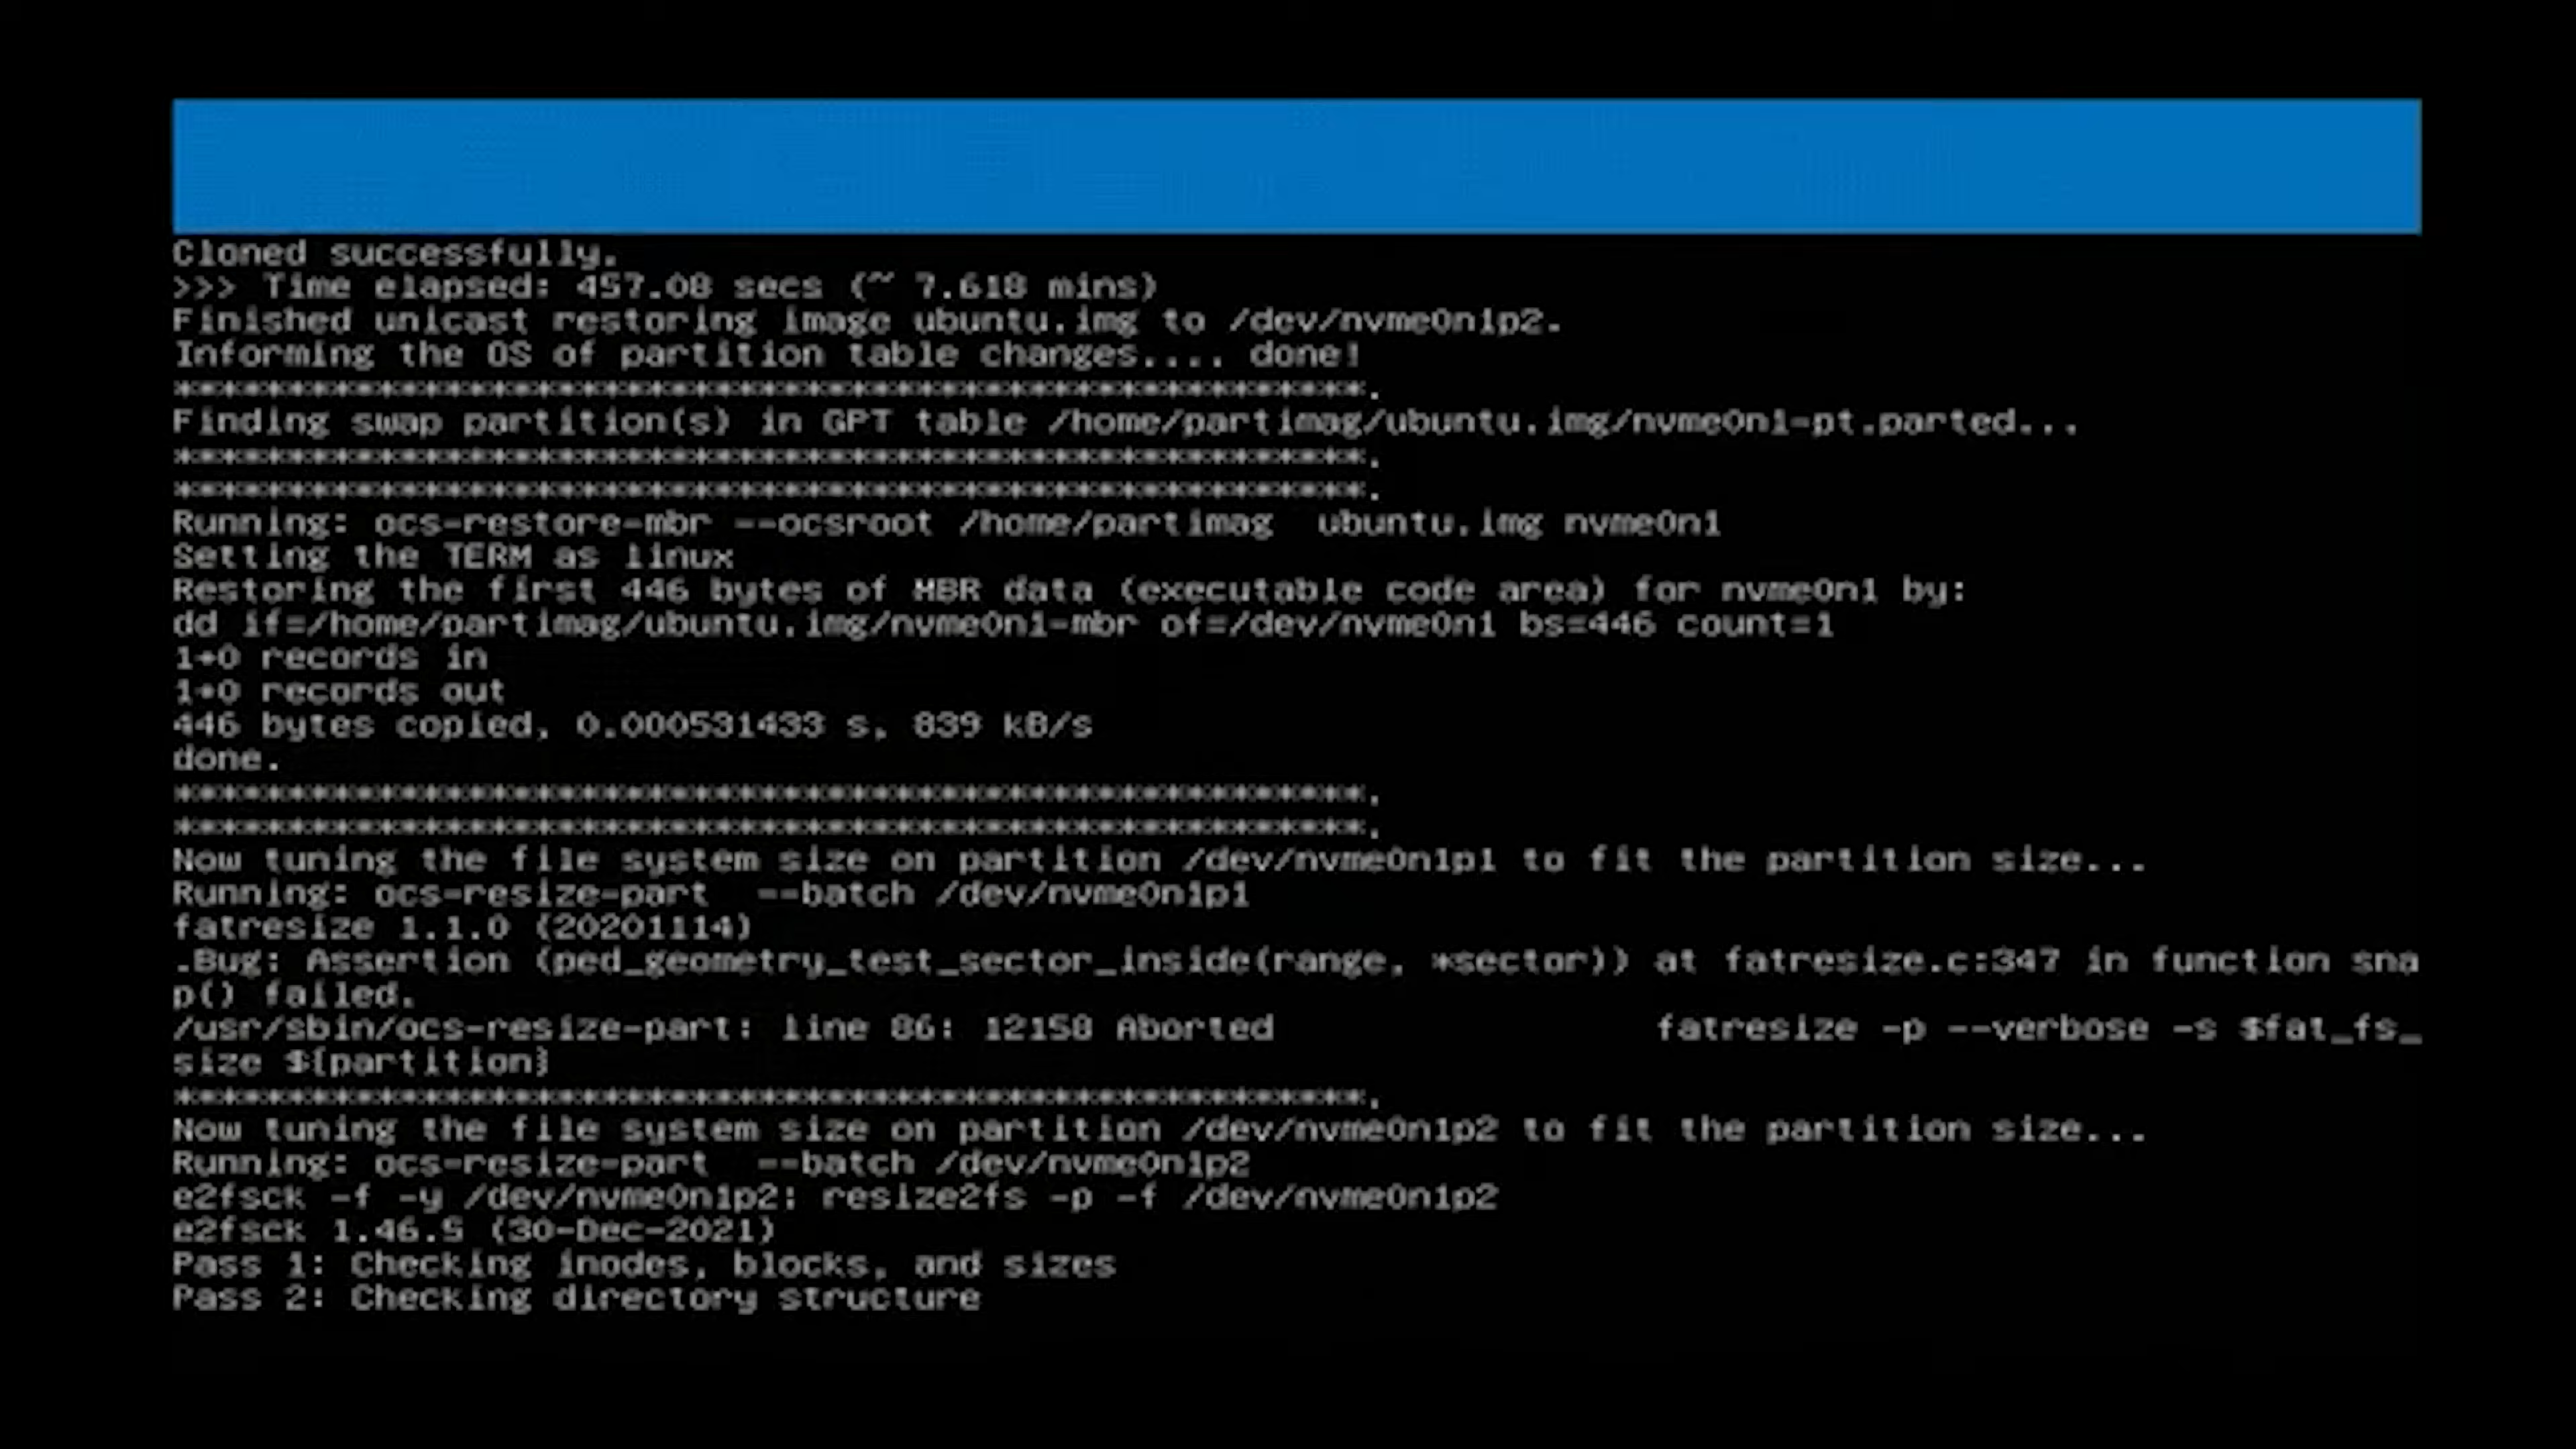 Cloned successfully.
>>> Time elapsed: 457.08 secs (~ 7.618 mins)
Finished unicast restoring image ubuntu.img to /dev/nvme0n1p2.
Informing the OS of partition table changes.... done!
*****************************************************.
Finding swap partition(s) in GPT table /home/partimag/ubuntu.img/nvme0n1-pt.parted...
*****************************************************.
*****************************************************.
Running: ocs-restore-mbr --ocsroot /home/partimag  ubuntu.img nvme0n1
Setting the TERM as linux
Restoring the first 446 bytes of MBR data (executable code area) for nvme0n1 by:
dd if=/home/partimag/ubuntu.img/nvme0n1-mbr of=/dev/nvme0n1 bs=446 count=1
1+0 records in
1+0 records out
446 bytes copied, 0.000531433 s, 839 kB/s
done.
*****************************************************.
*****************************************************.
Now tuning the file system size on partition /dev/nvme0n1p1 to fit the partition size...
Running: ocs-resize-part  --batch /dev/nvme0n1p1
fatresize 1.1.0 (20201114)
.Bug: Assertion (ped_geometry_test_sector_inside(range, *sector)) at fatresize.c:347 in function sna
p() failed.
/usr/sbin/ocs-resize-part: line 86: 12158 Aborted                 fatresize -p --verbose -s $fat_fs_
size ${partition}
*****************************************************.
Now tuning the file system size on partition /dev/nvme0n1p2 to fit the partition size...
Running: ocs-resize-part  --batch /dev/nvme0n1p2
e2fsck -f -y /dev/nvme0n1p2; resize2fs -p -f /dev/nvme0n1p2
e2fsck 1.46.5 (30-Dec-2021)
Pass 1: Checking inodes, blocks, and sizes
Pass 2: Checking directory structure